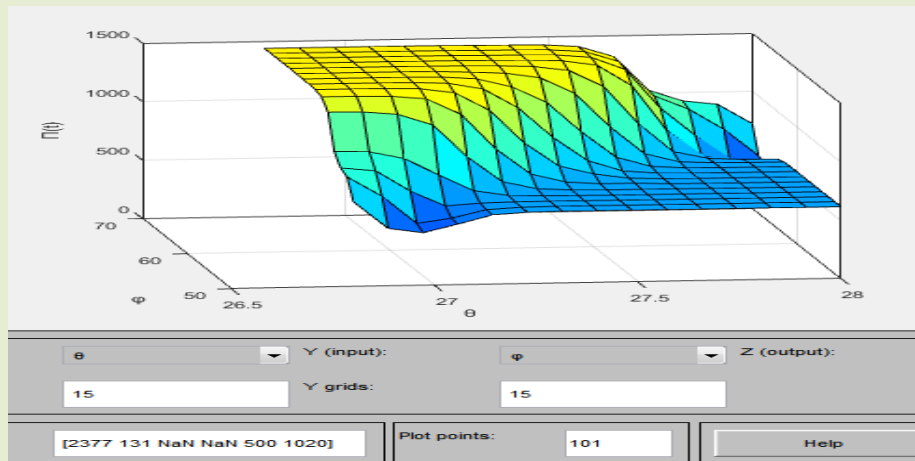 1500
1000
500
0
Π(t)
70
60
50
φ
26.5
27
27.5
28
Θ
θ
Y (input):
φ
Z (output):
15
Y grids:
15
[2377 131 NaN NaN 500 1020]
Plot points:
101
Help